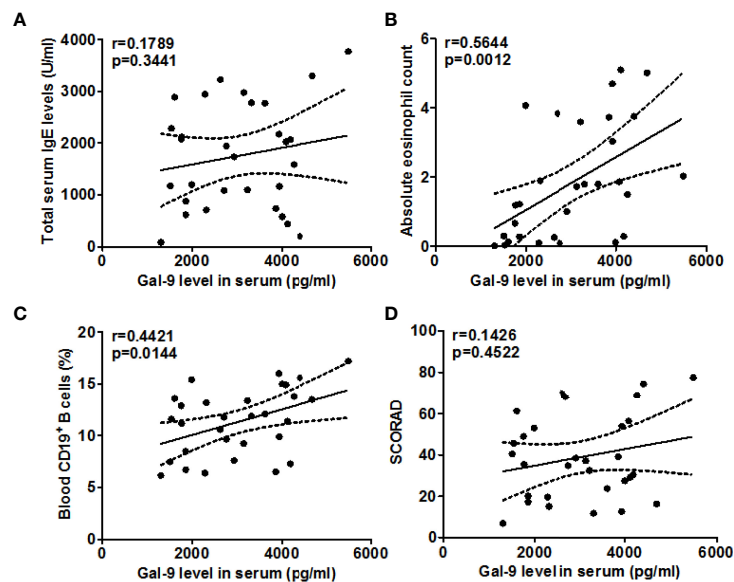 A
r=0.1789
p=0.3441
Total serum IgE levels (U/ml)
4000
3000
2000
1000
0
0 2000 4000 6000
Gal-9 level in serum (pg/ml)
B
r=0.5644
p=0.0012
Absolute eosinophil count
6
4
2
0
0 2000 4000 6000
Gal-9 level in serum (pg/ml)
C
r=0.4421
p=0.0144
Blood CD19⁺ B cells (%)
20
15
10
5
0
0 2000 4000 6000
Gal-9 level in serum (pg/ml)
D
r=0.1426
p=0.4522
SCORAD
100
80
60
40
20
0
0 2000 4000 6000
Gal-9 level in serum (pg/ml)